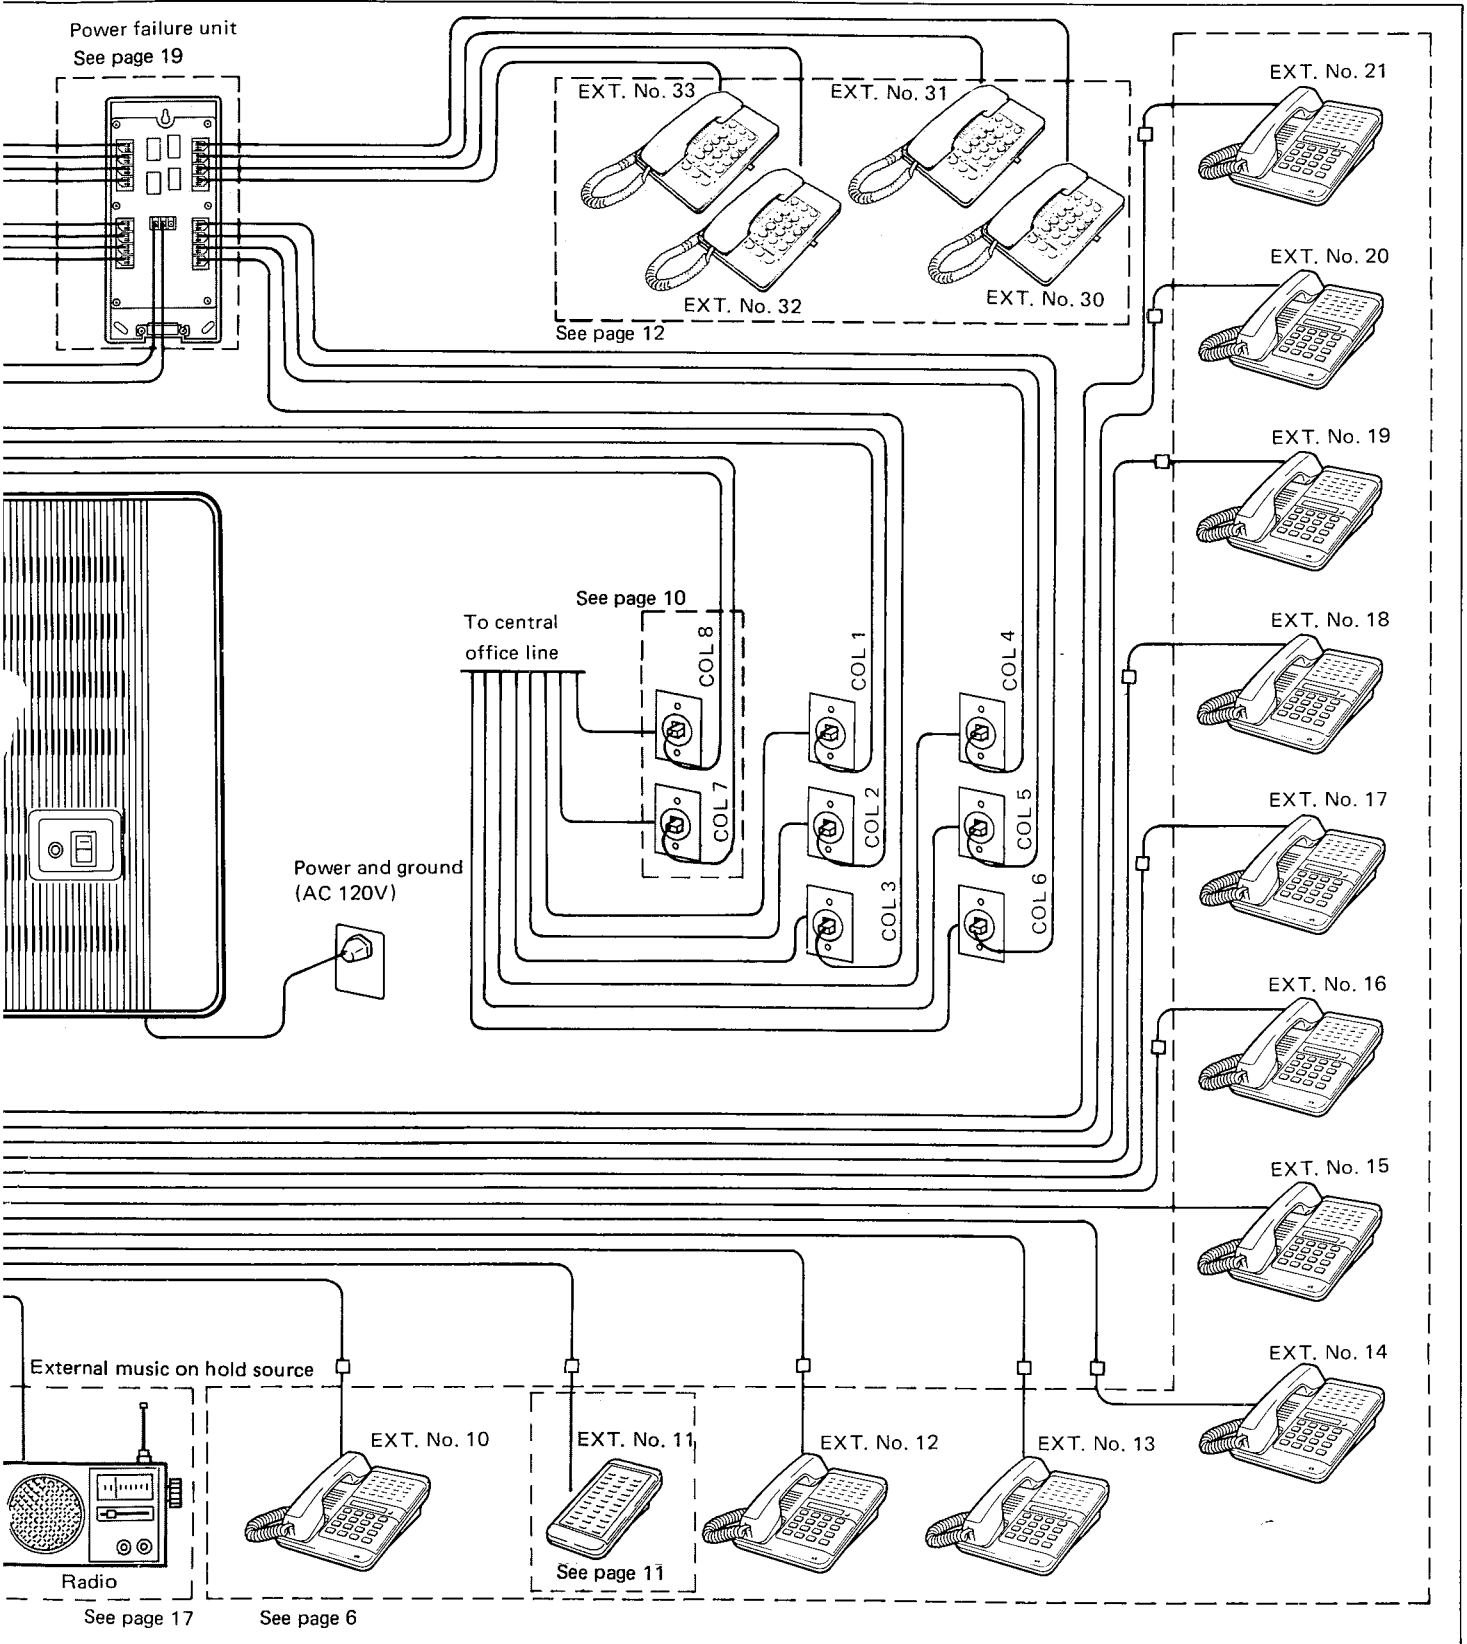 Power failure unit
See page 19
EXT. No. 33
EXT. No. 31
EXT. No. 32
EXT. No. 30
See page 12
EXT. No. 21
EXT. No. 20
EXT. No. 19
EXT. No. 18
EXT. No. 17
EXT. No. 16
EXT. No. 15
EXT. No. 14
See page 10
To central
office line
COL 8
COL 7
COL 1
COL 2
COL 3
COL 4
COL 5
COL 6
Power and ground
(AC 120V)
External music on hold source
Radio
See page 17
EXT. No. 10
EXT. No. 11
See page 11
EXT. No. 12
EXT. No. 13
See page 6